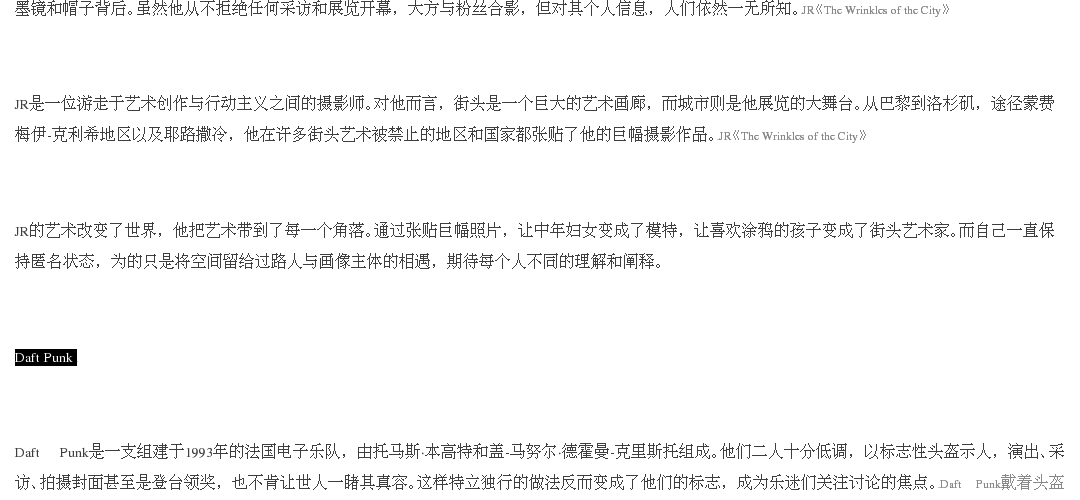 墨镜和帽子背后。虽然他从不拒绝任何采访和展览开幕，大方与粉丝合影，但对其个人信息，人们依然一无所知。JR《The Wrinkles of the City》
JR是一位游走于艺术创作与行动主义之间的摄影师。对他而言，街头是一个巨大的艺术画廊，而城市则是他展览的大舞台。从巴黎到洛杉矶，途径蒙费
梅伊-克利希地区以及耶路撒冷，他在许多街头艺术被禁止的地区和国家都张贴了他的巨幅摄影作品。JR《The Wrinkles of the City》
JR的艺术改变了世界，他把艺术带到了每一个角落。通过张贴巨幅照片，让中年妇女变成了模特，让喜欢涂鸦的孩子变成了街头艺术家。而自己一直保
持匿名状态，为的只是将空间留给过路人与画像主体的相遇，期待每个人不同的理解和阐释。
Daft Punk
Daft Punk是一支组建于1993年的法国电子乐队，由托马斯·本高特和盖-马努尔·德霍曼-克里斯托组成。他们二人十分低调，以标志性头盔示人，演出、采
访、拍摄封面甚至是登台领奖，也不肯让世人一睹其真容。这样特立独行的做法反而变成了他们的标志，成为乐迷们关注讨论的焦点。Daft Punk戴着头盔